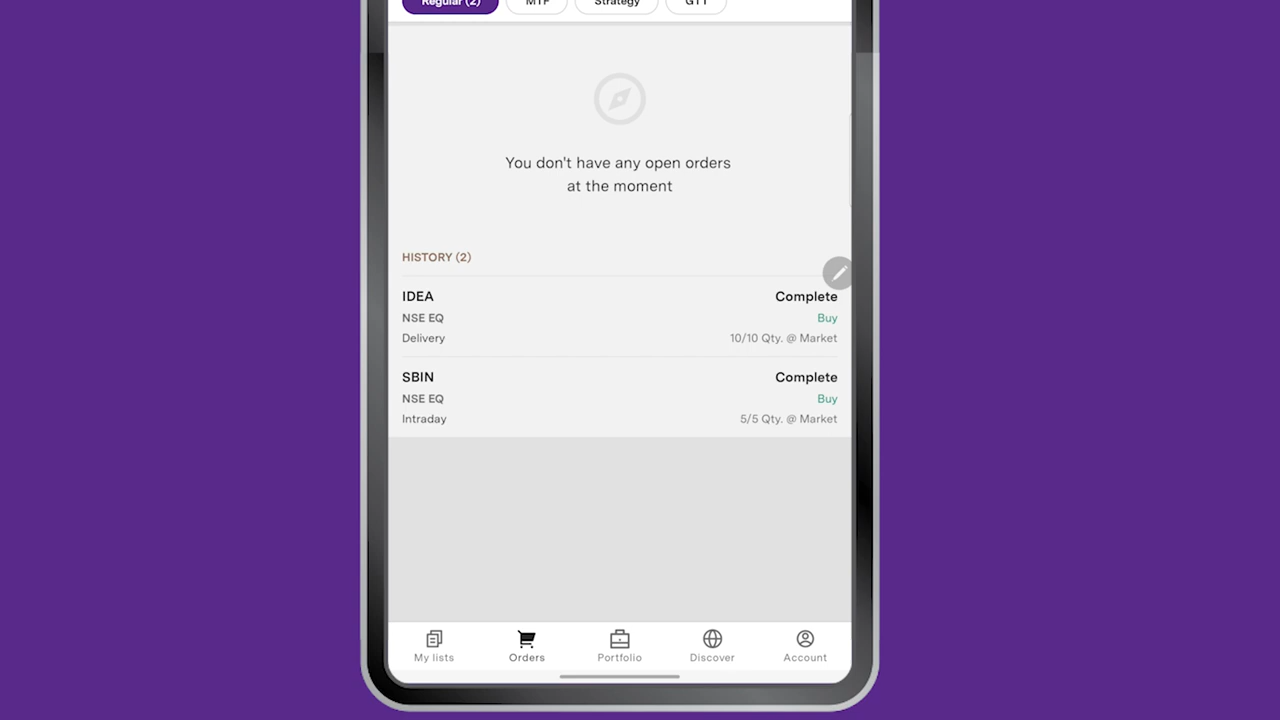 Regular (2) MTF Strategy GTT
You don't have any open orders
at the moment
HISTORY (2)
IDEA Complete
NSE EQ Buy
Delivery 10/10 Qty. @ Market
SBIN Complete
NSE EQ Buy
Intraday 5/5 Qty. @ Market
My lists Orders Portfolio Discover Account